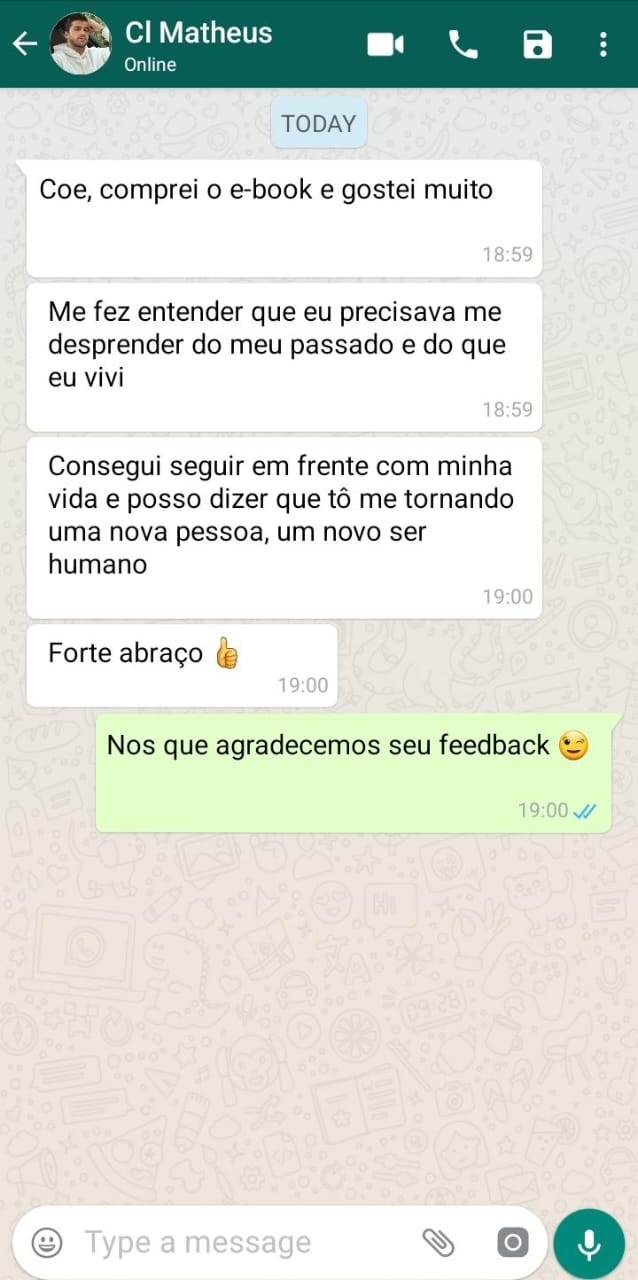 Cl Matheus
Online
TODAY
Coe, comprei o e-book e gostei muito
18:59
Me fez entender que eu precisava me
desprender do meu passado e do que
eu vivi
18:59
Consegui seguir em frente com minha
vida e posso dizer que tô me tornando
uma nova pessoa, um novo ser
humano
19:00
Forte abraço 👍
19:00
Nos que agradecemos seu feedback 😉
19:00
Type a message